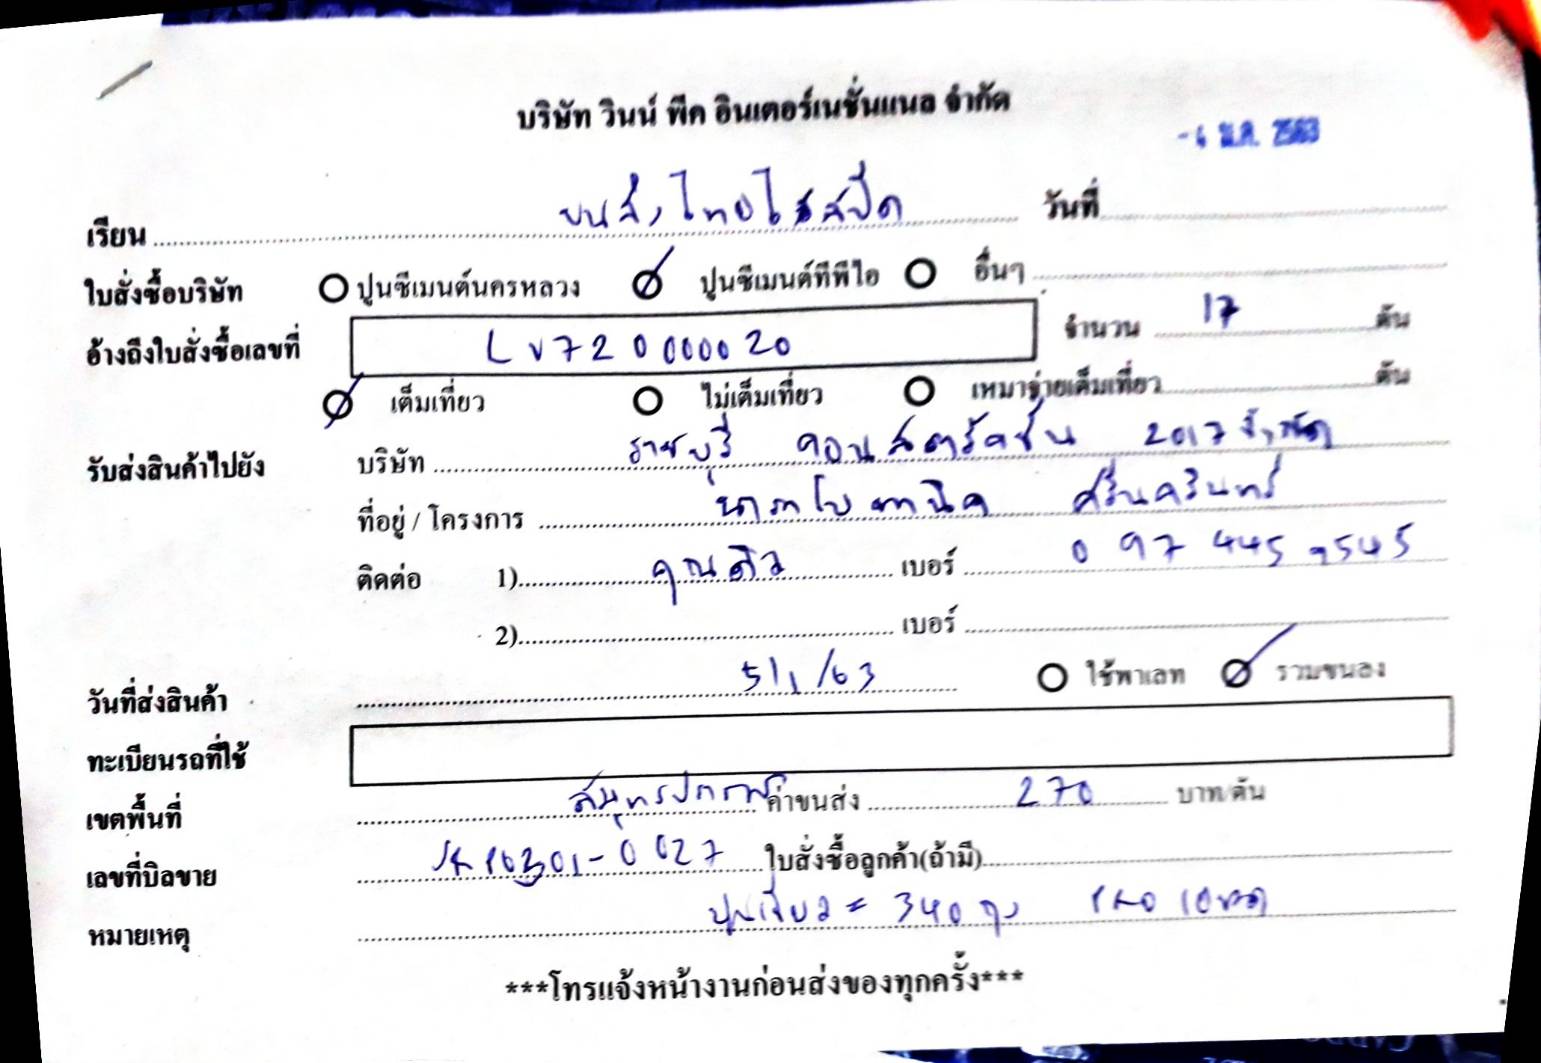 บริษัท วินน์ พีค อินเตอร์เนชั่นแนล จำกัด
ม.ค. 2563
เรียน ขนส่งไทยไฮสปีด วันที่
ใบสั่งซื้อบริษัท ปูนซีเมนต์นครหลวง ปูนซีเมนต์ทีพีไอ อื่นๆ
อ้างถึงใบสั่งซื้อเลขที่ LV720000020 จำนวน 17 ตัน
เต็มเที่ยว ไม่เต็มเที่ยว เหมาจ่ายเต็มเที่ยว ตัน
รับส่งสินค้าไปยัง บริษัท ราชบุรี คอนสตรัคชั่น 2017 จำกัด
ที่อยู่ / โครงการ ศรีนครินทร์
ติดต่อ 1) คุณคิว เบอร์ 097 445 9545
2) เบอร์
วันที่ส่งสินค้า 5/1/63 ใช้พาเลท รวมขนลง
ทะเบียนรถที่ใช้
เขตพื้นที่ สมุทรปราการ ค่าขนส่ง 270 บาท/ตัน
เลขที่บิลขาย ใบสั่งซื้อลูกค้า(ถ้ามี)
หมายเหตุ ปูนเขียว = 340 ถุง
***โทรแจ้งหน้างานก่อนส่งของทุกครั้ง***